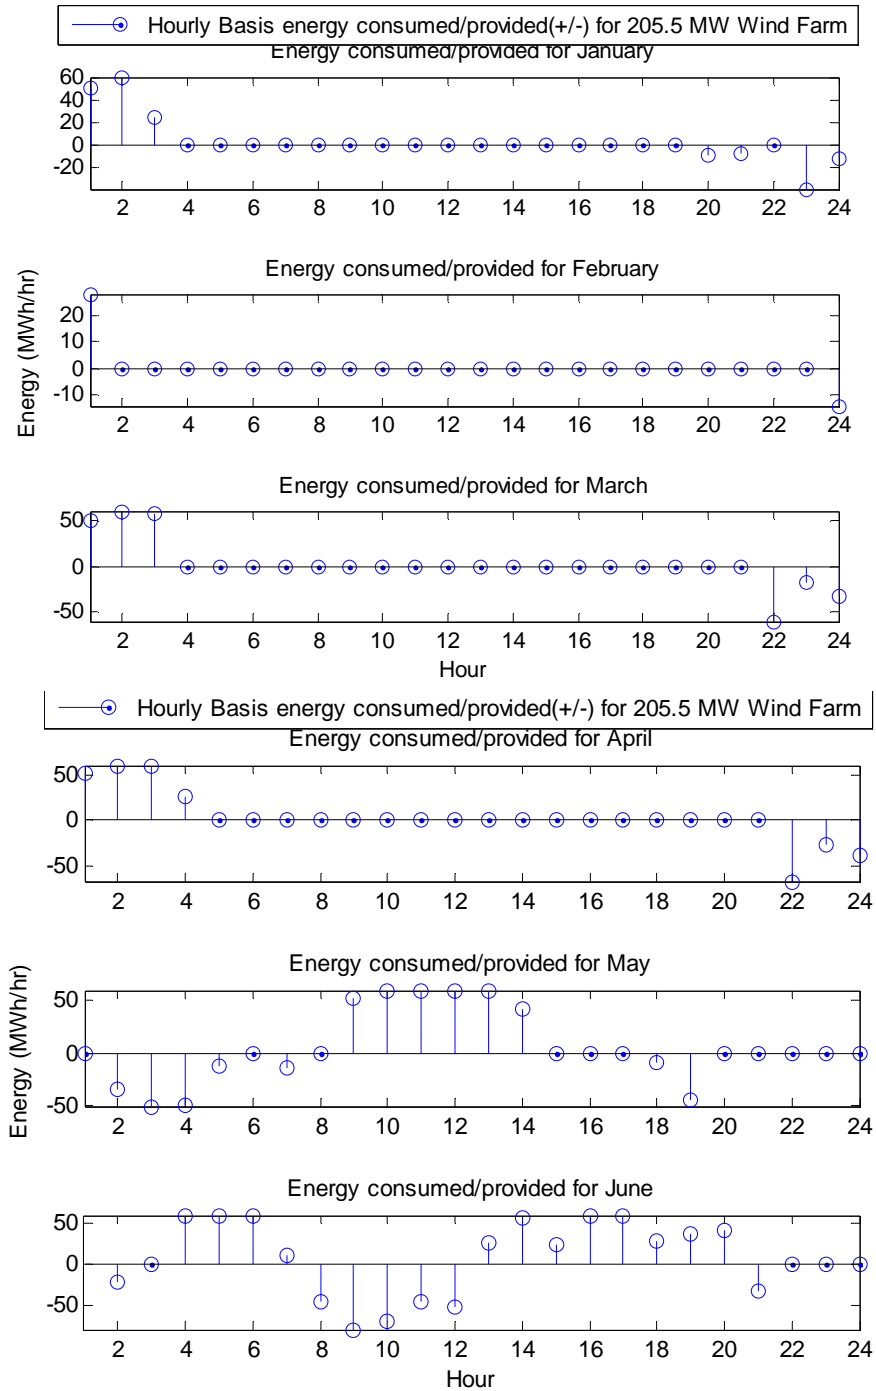 Hourly Basis energy consumed/provided(+/-) for 205.5 MW Wind Farm
Energy consumed/provided for January
60
40
20
0
-20
2 4 6 8 10 12 14 16 18 20 22 24
Energy consumed/provided for February
Energy (MWh/hr)
20
10
0
-10
2 4 6 8 10 12 14 16 18 20 22 24
Energy consumed/provided for March
50
0
-50
2 4 6 8 10 12 14 16 18 20 22 24
Hour
Hourly Basis energy consumed/provided(+/-) for 205.5 MW Wind Farm
Energy consumed/provided for April
50
0
-50
2 4 6 8 10 12 14 16 18 20 22 24
Energy consumed/provided for May
Energy (MWh/hr)
50
0
-50
2 4 6 8 10 12 14 16 18 20 22 24
Energy consumed/provided for June
50
0
-50
2 4 6 8 10 12 14 16 18 20 22 24
Hour